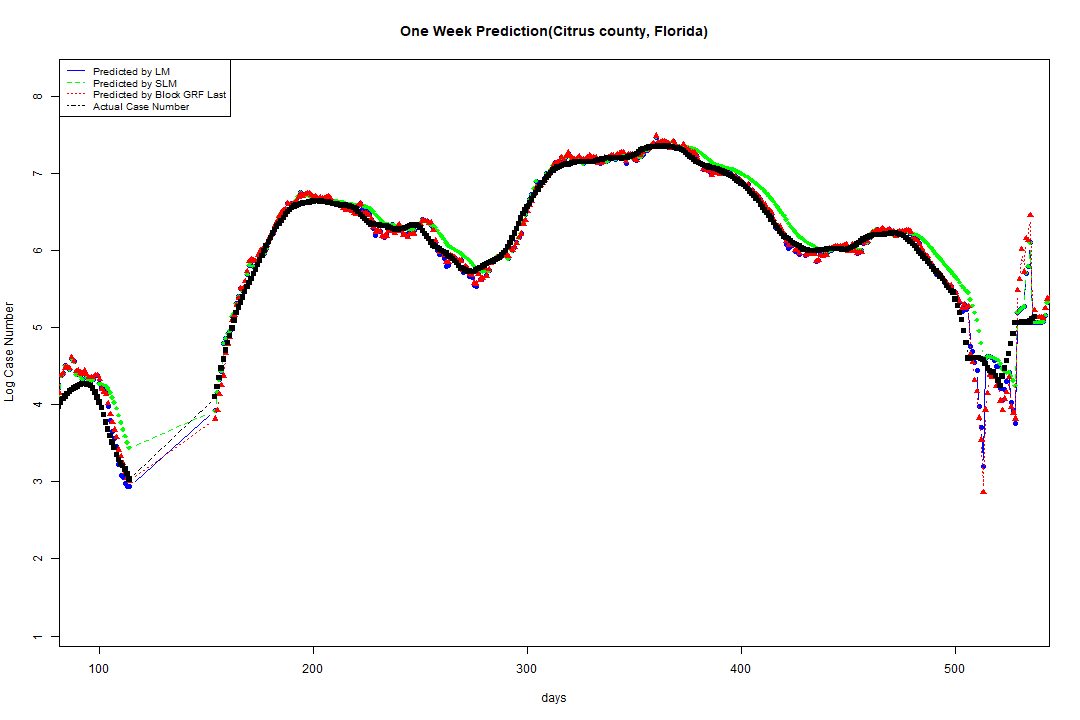 One Week Prediction(Citrus county, Florida)
Predicted by LM
Predicted by SLM
Predicted by Block GRF Last
Actual Case Number
Log Case Number
8
7
6
5
4
3
2
1
100 200 300 400 500
days